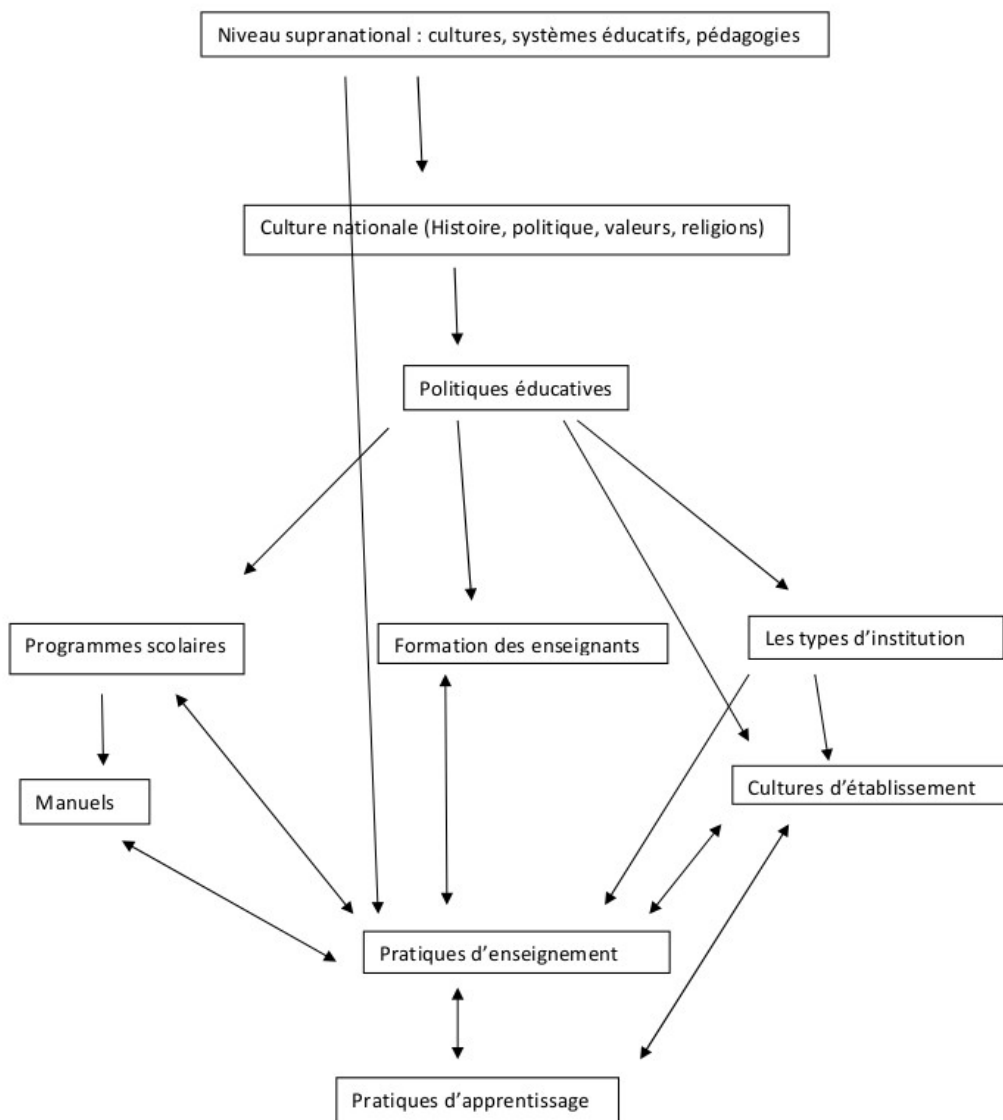 Niveau supranational : cultures, systèmes éducatifs, pédagogies
Culture nationale (Histoire, politique, valeurs, religions)
Politiques éducatives
Programmes scolaires
Formation des enseignants
Les types d’institution
Manuels
Cultures d’établissement
Pratiques d’enseignement
Pratiques d’apprentissage